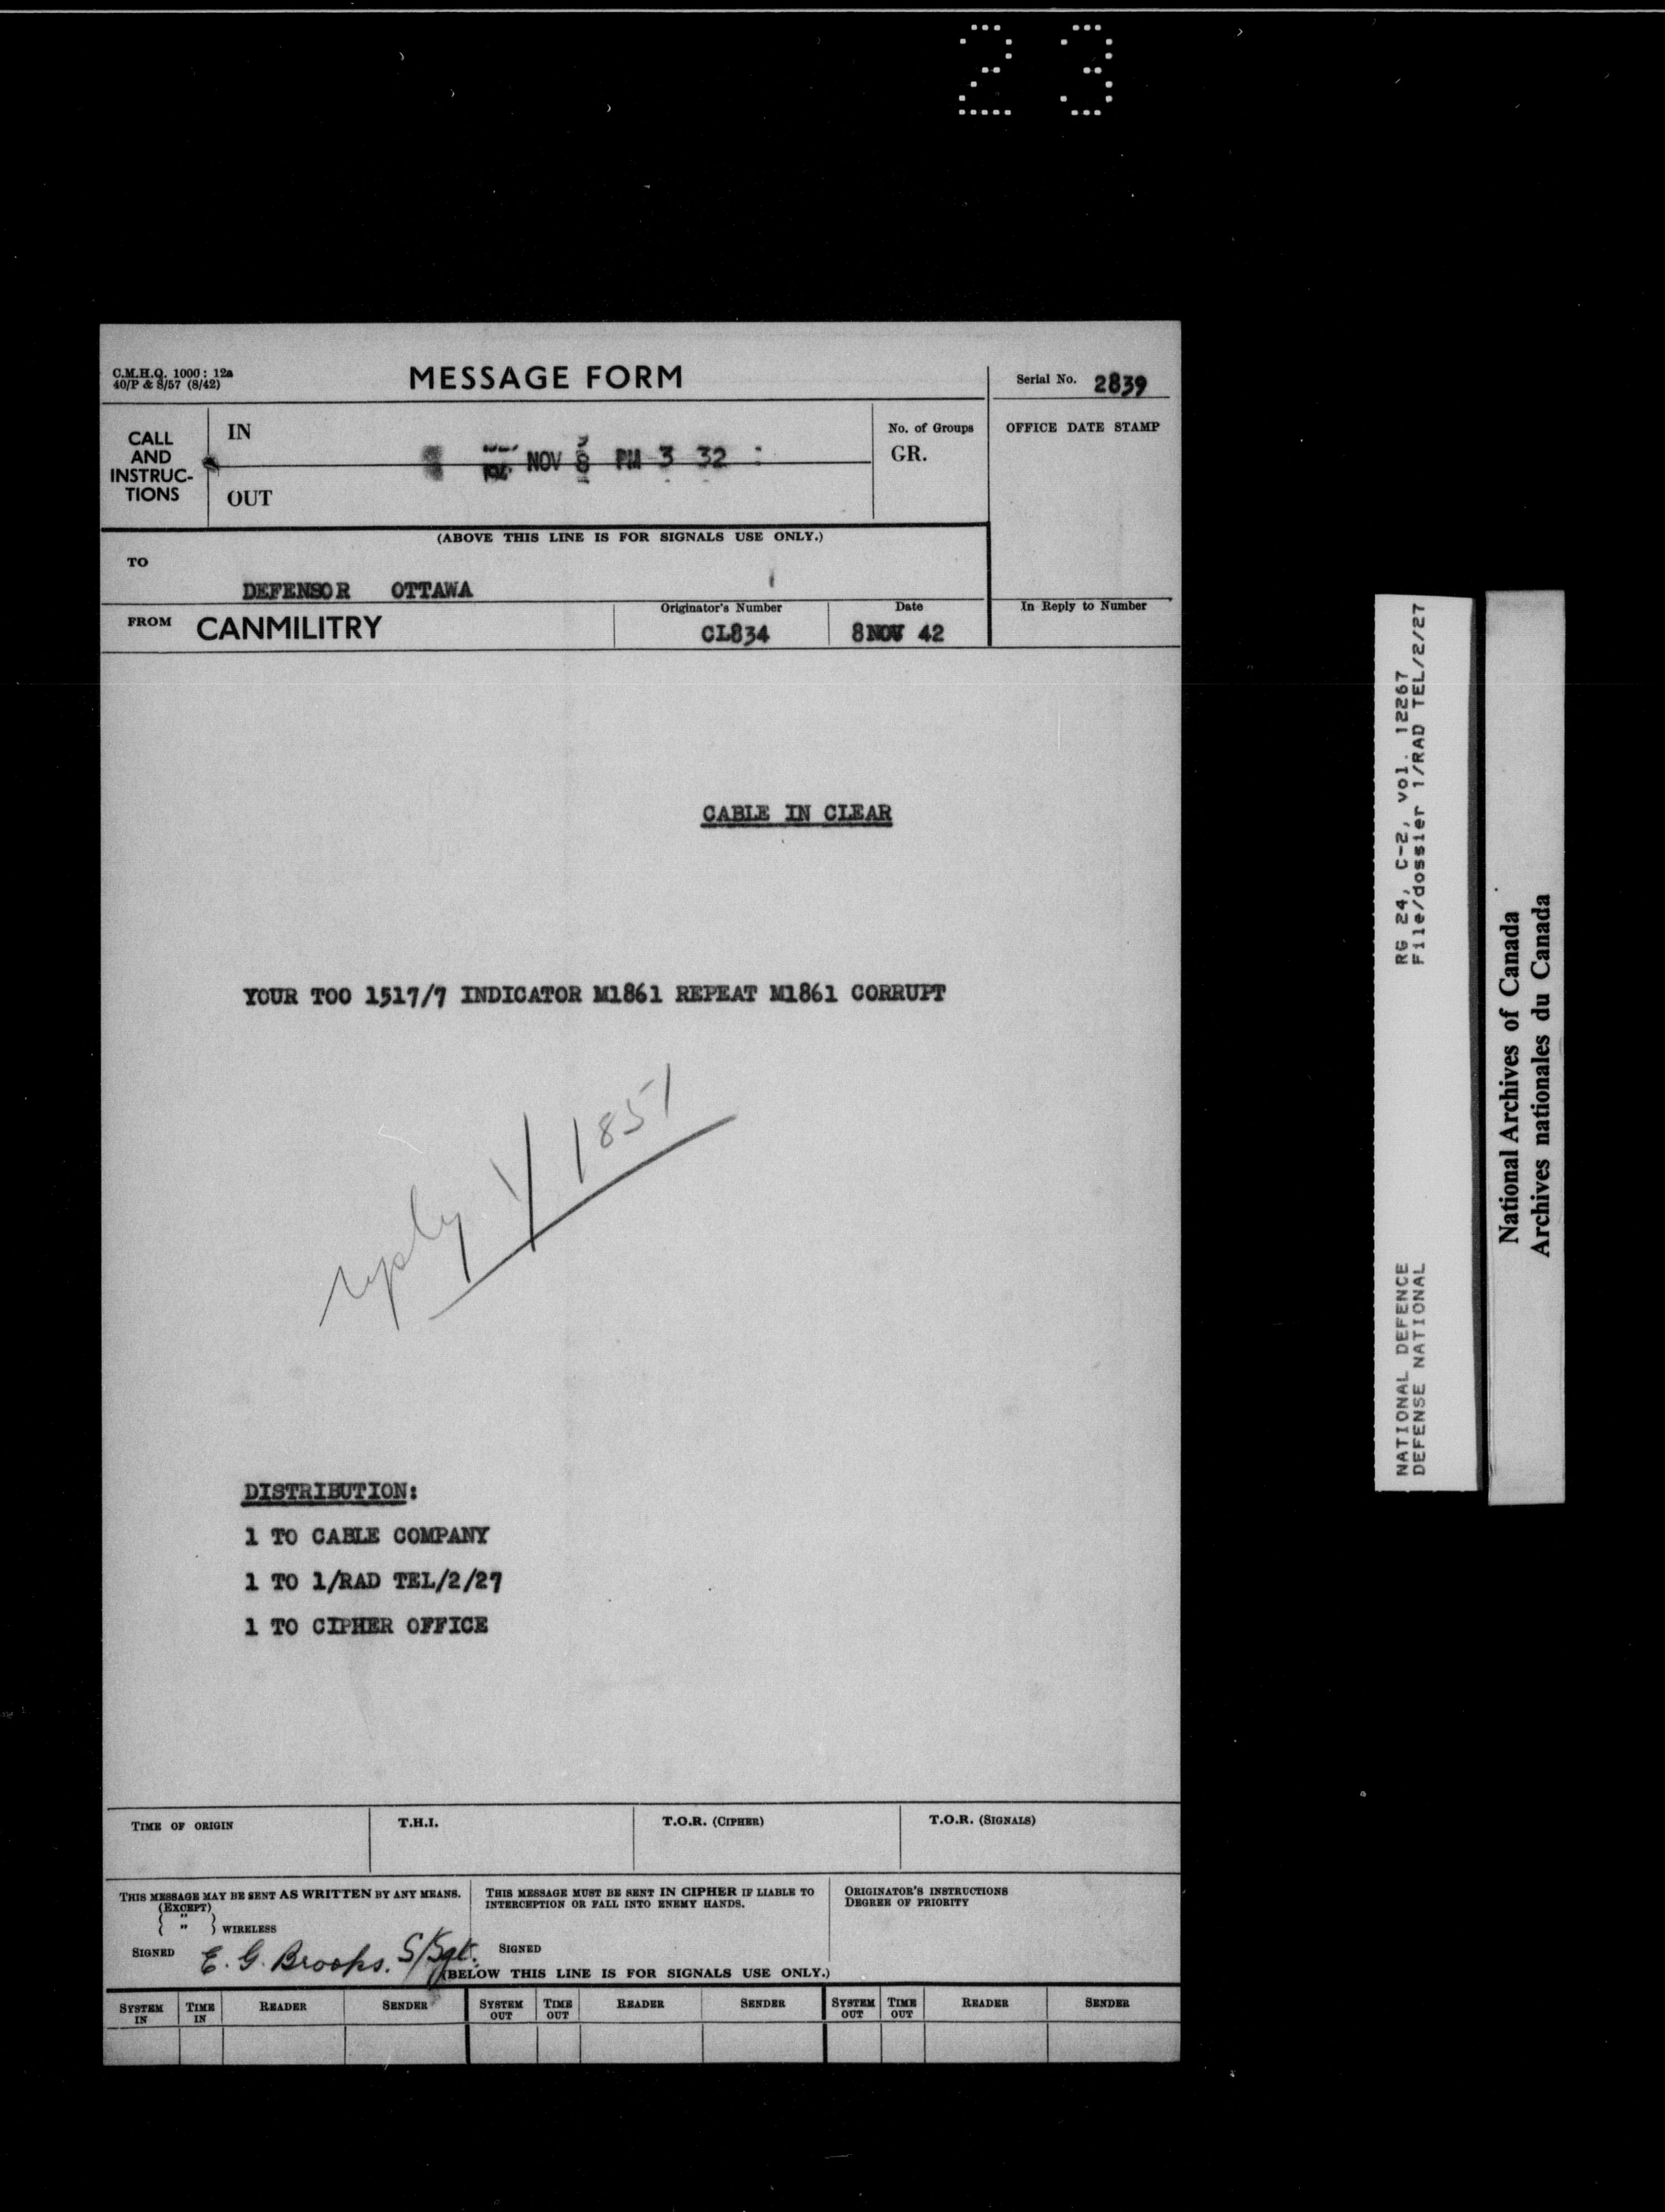 23
C.M.H.Q. 1000 : 12a
40/P & 8/57 (8/42)
MESSAGE FORM
Serial No. 2839
CALL
AND
INSTRUC-
TIONS
IN
NOV 8 PM 3 32
OUT
No. of Groups
GR.
OFFICE DATE STAMP
(ABOVE THIS LINE IS FOR SIGNALS USE ONLY.)
TO
DEFENSOR OTTAWA
FROM CANMILITRY
Originator's Number
CL834
Date
8NOV 42
In Reply to Number
CABLE IN CLEAR
YOUR TOO 1517/7 INDICATOR M1861 REPEAT M1861 CORRUPT
reply Y 1851
DISTRIBUTION:
1 TO CABLE COMPANY
1 TO 1/RAD TEL/2/27
1 TO CIPHER OFFICE
TIME OF ORIGIN
T.H.I.
T.O.R. (CIPHER)
T.O.R. (SIGNALS)
THIS MESSAGE MAY BE SENT AS WRITTEN BY ANY MEANS.
(EXCEPT)
( " ) WIRELESS
SIGNED E. G. Brooks. S/Sgt.
THIS MESSAGE MUST BE SENT IN CIPHER IF LIABLE TO
INTERCEPTION OR FALL INTO ENEMY HANDS.
SIGNED
ORIGINATOR'S INSTRUCTIONS
DEGREE OF PRIORITY
(BELOW THIS LINE IS FOR SIGNALS USE ONLY.)
SYSTEM IN
TIME IN
READER
SENDER
SYSTEM OUT
TIME OUT
READER
SENDER
SYSTEM OUT
TIME OUT
READER
SENDER
NATIONAL DEFENCE RG 24, C-2, vol. 12267
DEFENSE NATIONAL File/dossier 1/RAD TEL/2/27
National Archives of Canada
Archives nationales du Canada